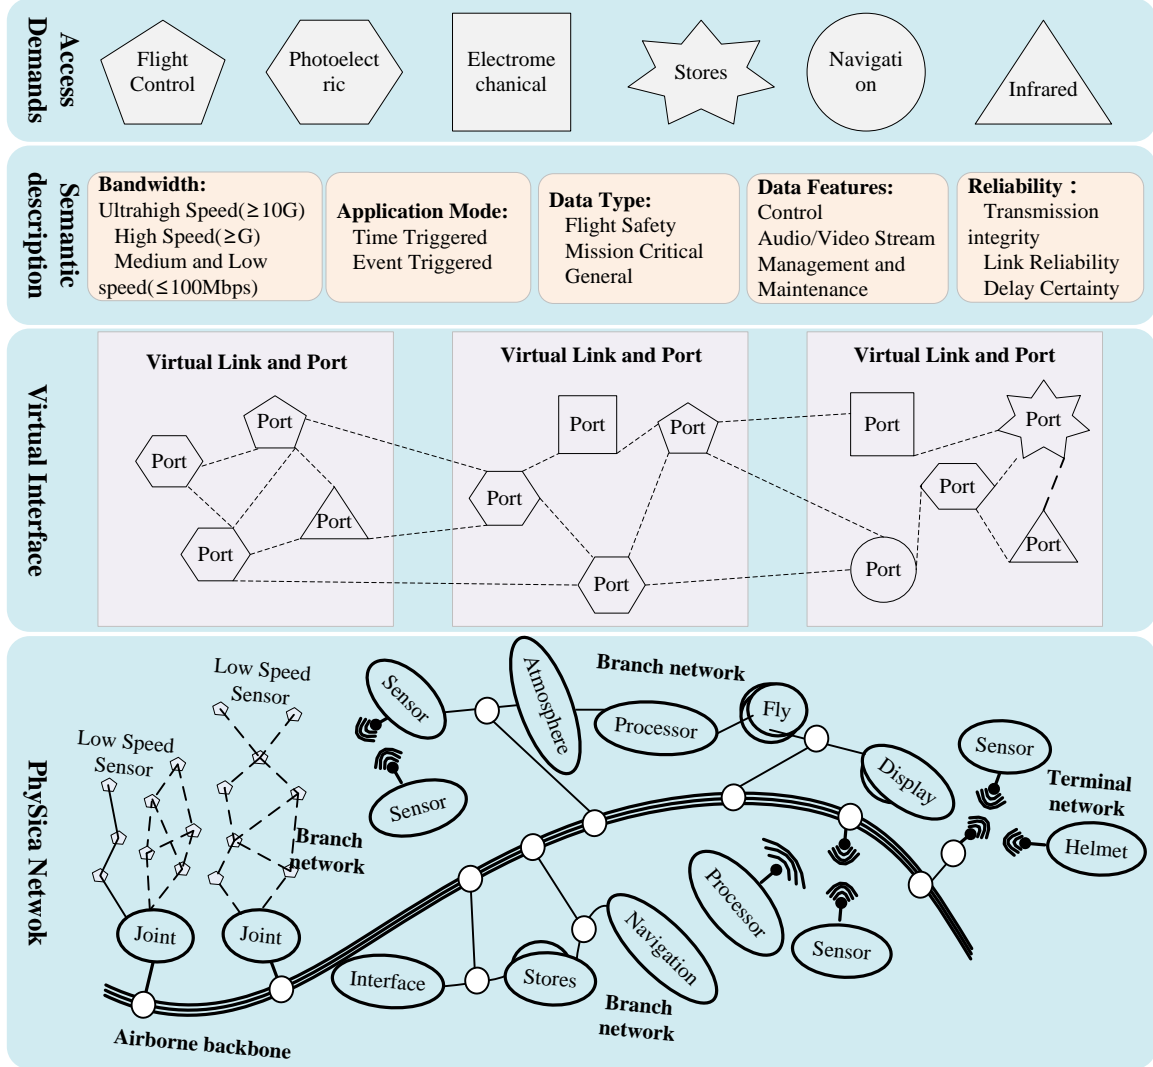 Access
Demands
Flight
Control
Photoelect
ric
Electrome
chanical
Stores
Navigati
on
Infrared
Semantic
description
Bandwidth:
Ultrahigh Speed(≥10G)
High Speed(≥G)
Medium and Low
speed(≤100Mbps)
Application Mode:
Time Triggered
Event Triggered
Data Type:
Flight Safety
Mission Critical
General
Data Features:
Control
Audio/Video Stream
Management and
Maintenance
Reliability：
Transmission
integrity
Link Reliability
Delay Certainty
Virtual Interface
Virtual Link and Port
Port
Port
Port
Port
Virtual Link and Port
Port
Port
Port
Port
Virtual Link and Port
Port
Port
Port
Port
Port
PhySica Netwok
Low Speed
Sensor
Low Speed
Sensor
Branch
network
Joint
Joint
Airborne backbone
Sensor
Sensor
Atmosphere
Branch network
Processor
Fly
Display
Sensor
Terminal
network
Helmet
Processor
Sensor
Interface
Stores
Navigation
Branch
network